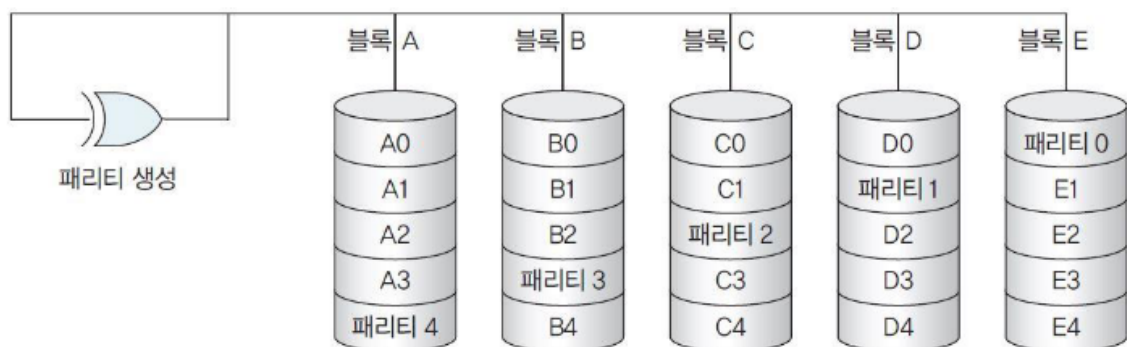 블록 A 블록 B 블록 C 블록 D 블록 E
A0 B0 C0 D0 패리티 0
패리티 생성
A1 B1 C1 패리티 1 E1
A2 B2 패리티 2 D2 E2
A3 패리티 3 C3 D3 E3
패리티 4 B4 C4 D4 E4